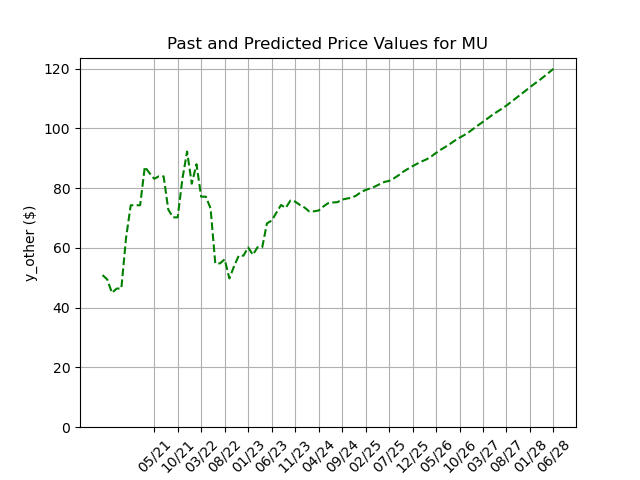 Past and Predicted Price Values for MU
y_other ($)
120
100
80
60
40
20
0
05/21 10/21 03/22 08/22 01/23 06/23 11/23 04/24 09/24 02/25 07/25 12/25 05/26 10/26 03/27 08/27 01/28 06/28